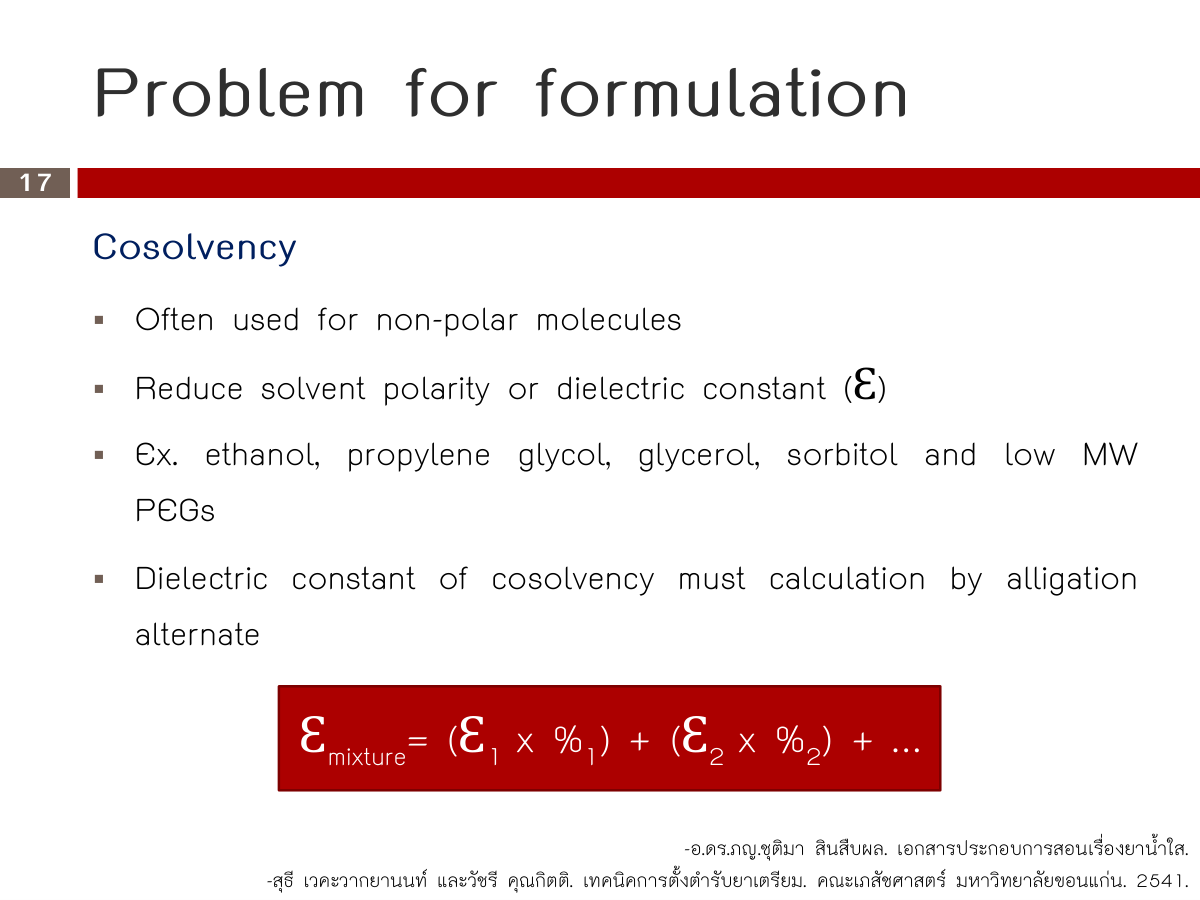 Problem for formulation
17
Cosolvency
▪ Often used for non-polar molecules
▪ Reduce solvent polarity or dielectric constant (Ɛ)
▪ Ex. ethanol, propylene glycol, glycerol, sorbitol and low MW
PEGs
▪ Dielectric constant of cosolvency must calculation by alligation
alternate
Ɛmixture= (Ɛ1 x %1) + (Ɛ2 x %2) + ...
-อ.ดร.ภญ.ชุติมา สินสืบผล. เอกสารประกอบการสอนเรื่องยาน้ำใส.
-สุธี เวคะวากยานนท์ และวัชรี คุณกิตติ. เทคนิคการตั้งตำรับยาเตรียม. คณะเภสัชศาสตร์ มหาวิทยาลัยขอนแก่น. 2541.